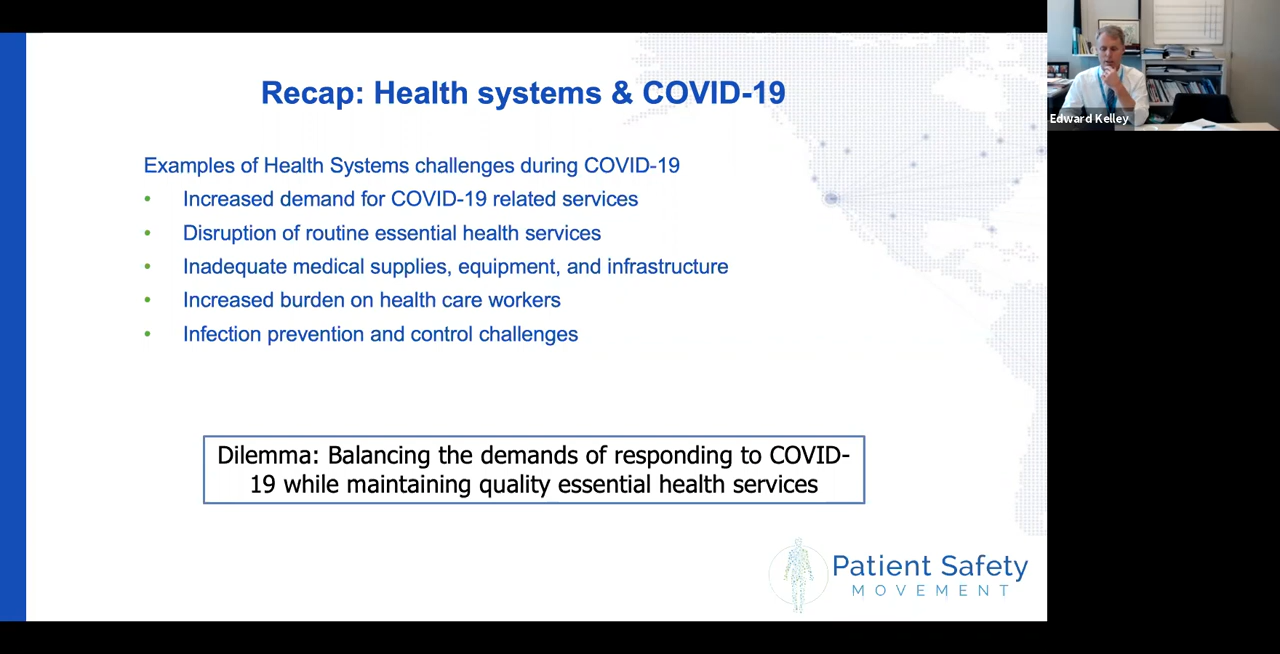 Recap: Health systems & COVID-19
Edward Kelley
Examples of Health Systems challenges during COVID-19
• Increased demand for COVID-19 related services
• Disruption of routine essential health services
• Inadequate medical supplies, equipment, and infrastructure
• Increased burden on health care workers
• Infection prevention and control challenges
Dilemma: Balancing the demands of responding to COVID-
19 while maintaining quality essential health services
Patient Safety
MOVEMENT